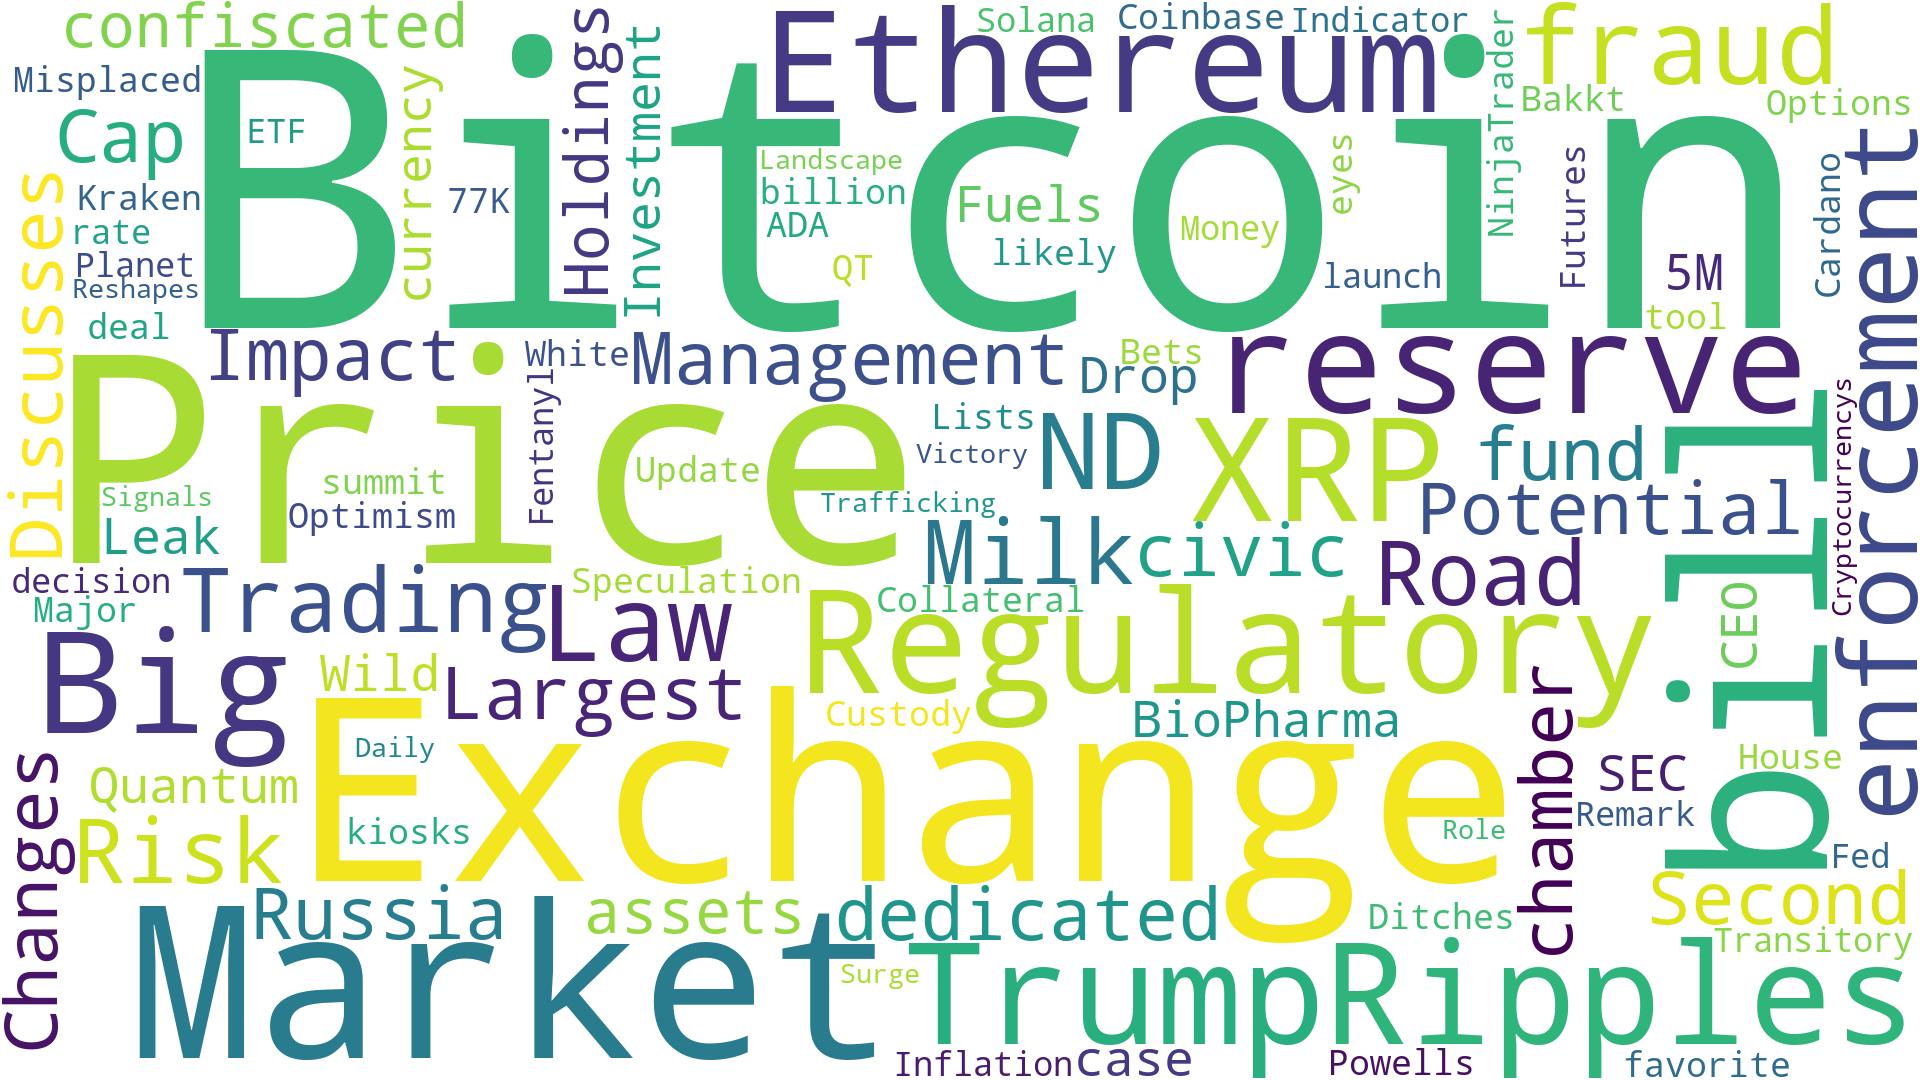 confiscated
Bitcoin
Ethereum
Solana
Coinbase
Indicator
fraud
Misplaced
Cap
ETF
currency
Holdings
Investment
NinjaTrader
Bakkt
Options
Kraken
77K
Landscape
billion
ADA
Fuels
likely
Money
eyes
Futures
Cardano
enforcement
Discusses
rate
Planet
Reshapes
deal
QT
launch
5M
tool
Impact
White
Management
Bets
Drop
reserve
Price
Fentanyl
Lists
Victory
ND
XRP
fund
bill
Cryptocurrencys
Signals
summit
Optimism
Update
Trafficking
Potential
Leak
Milk
civic
Road
decision
Major
Trading
Speculation
Law
Collateral
Regulatory
CEO
Big
Wild
Largest
Custody
BioPharma
chamber
SEC
House
Changes
Quantum
Daily
Exchange
Remark
Risk
kiosks
Role
Fed
Russia
assets
dedicated
Ditches
Second
Transitory
Market
Surge
Trump
Ripples
Inflation
case
Powells
favorite